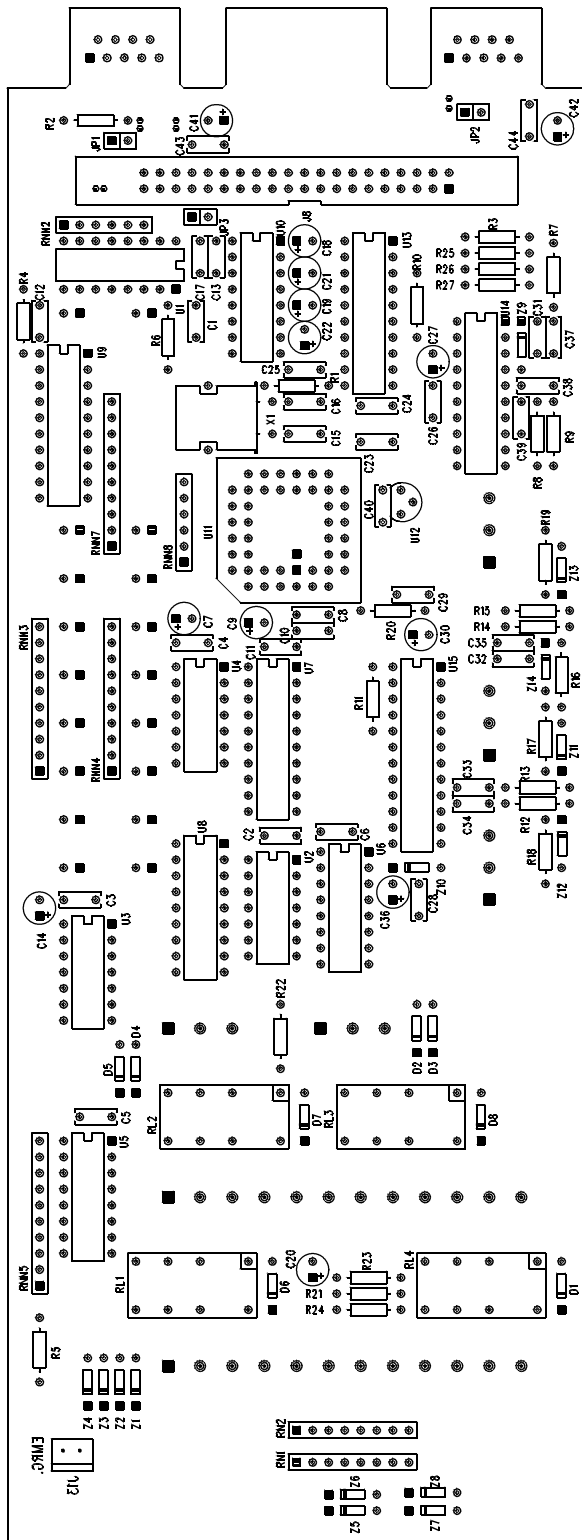 R2
JP1
C41
C43
JP2
C44
C42
RNN2
JP3
U10
J8
C18
C21
C19
C22
U13
R10
R3
R25
R26
R27
R7
R4
C12
U1
C17
C13
C1
R6
U9
C25
R1
C16
C15
X1
C24
C23
C27
C26
U14
Z9
C31
C37
C38
C39
R8
R9
RNN7
RNN8
U11
C40
U12
R19
Z13
RNN3
RNN4
C7
C4
C9
C10
C11
C8
C29
R20
C30
R15
R14
C35
C32
Z14
R16
U4
U7
R11
U15
R17
Z11
C33
C34
R13
R12
R18
Z12
U8
C2
U2
C6
U6
Z10
C36
C28
C14
C3
U3
R22
D5
D4
D2
D3
RL2
D7
RL3
D8
C5
U5
RNN5
RL1
D6
C20
R23
R21
R24
RL4
D1
R5
Z4
Z3
Z2
Z1
EMRG.
J13
RN2
RN1
Z6
Z5
Z8
Z7